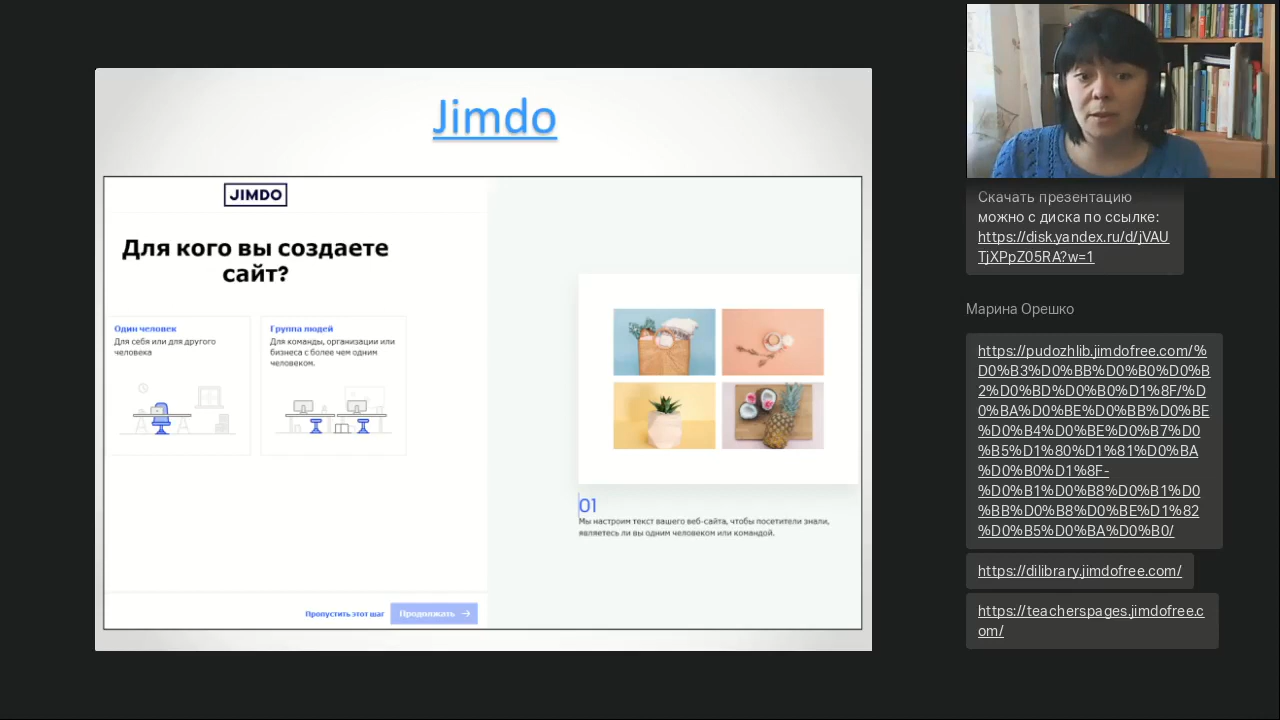 Jimdo
JIMDO
Для кого вы создаете
сайт?
Один человек
Для себя или для другого
человека
Группа людей
Для команды, организации или
бизнеса с более чем одним
человеком.
Пропустить этот шаг
Продолжать →
01
Мы настроим текст вашего веб-сайта, чтобы посетители знали,
являетесь ли вы одним человеком или командой.
Скачать презентацию
можно с диска по ссылке:
https://disk.yandex.ru/d/jVAU
TjXPpZ05RA?w=1
Марина Орешко
https://pudozhlib.jimdofree.com/%
D0%B3%D0%BB%D0%B0%D0%B
2%D0%BD%D0%B0%D1%8F/%D
0%BA%D0%BE%D0%BB%D0%BE
%D0%B4%D0%BE%D0%B7%D0
%B5%D1%80%D1%81%D0%BA
%D0%B0%D1%8F-
%D0%B1%D0%B8%D0%B1%D0
%BB%D0%B8%D0%BE%D1%82
%D0%B5%D0%BA%D0%B0/
https://dilibrary.jimdofree.com/
https://teacherspages.jimdofree.c
om/